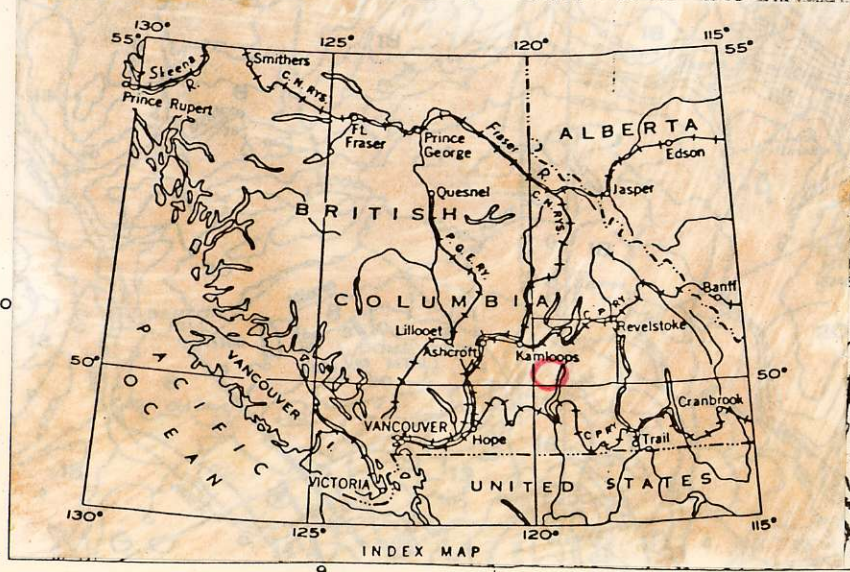 130°
55°
125°
120°
115°
55°
Skeena
R.
Smithers
C. N. RYS.
Prince Rupert
Ft.
Fraser
Prince
George
Fraser
R.
ALBERTA
Edson
Jasper
C. N. RYS.
Quesnel
BRITISH
P. G. E. RY.
COLUMBIA
Banff
C. P. RY.
Revelstoke
Lillooet
Ashcroft
Kamloops
50°
50°
PACIFIC
OCEAN
VANCOUVER
I.
VANCOUVER
Hope
C P RY.
Trail
Cranbrook
VICTORIA
UNITED STATES
130°
125°
120°
115°
INDEX MAP